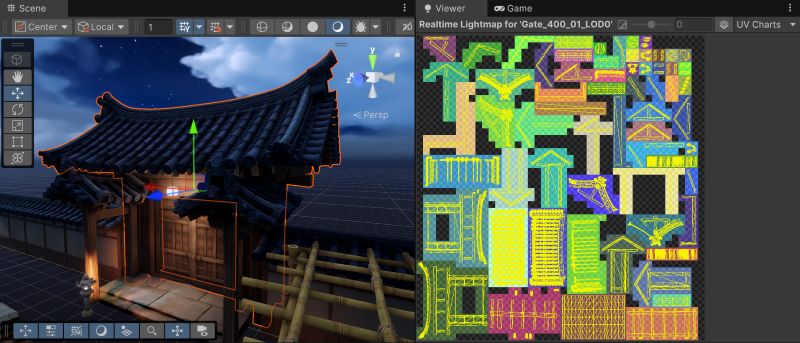 Scene
Center
Local
1
y
x
z
Persp
Viewer
Game
Realtime Lightmap for 'Gate_400_01_LOD0'
0
UV Charts